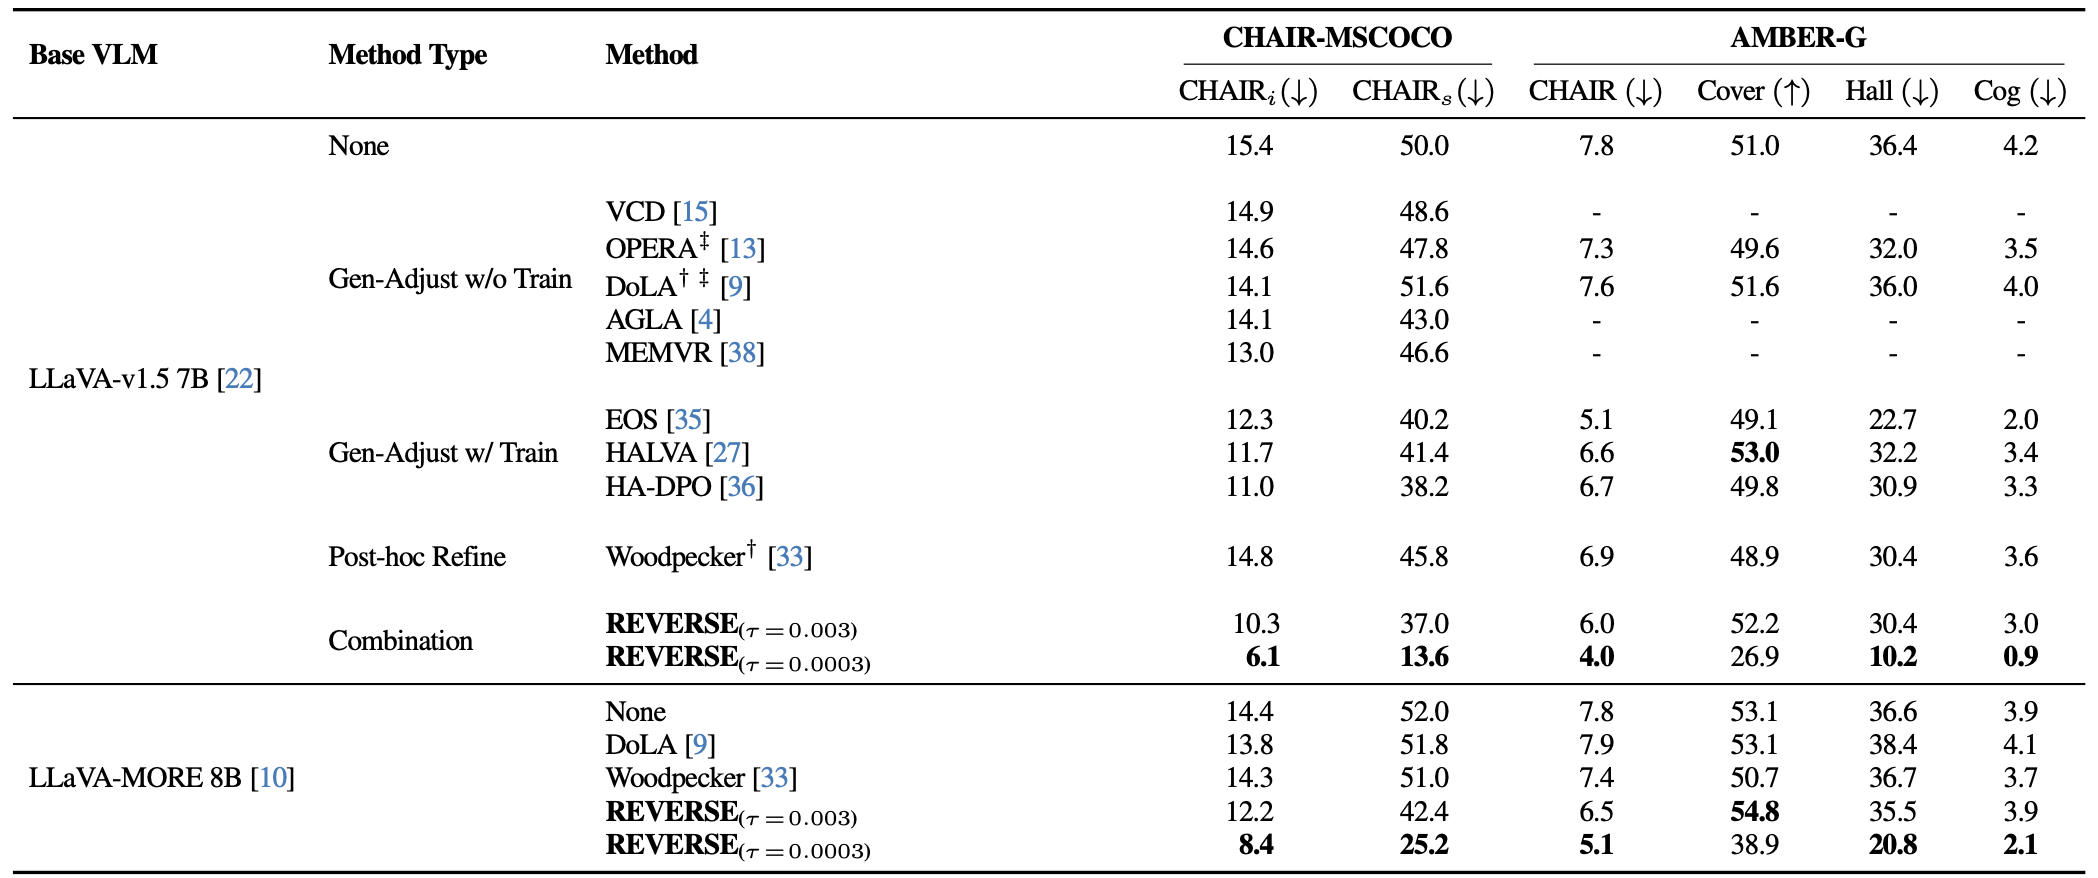 Base VLM Method Type Method CHAIR-MSCOCO AMBER-G
CHAIRi (↓) CHAIRs (↓) CHAIR (↓) Cover (↑) Hall (↓) Cog (↓)
None 15.4 50.0 7.8 51.0 36.4 4.2
VCD [15] 14.9 48.6 - - - -
OPERA‡ [13] 14.6 47.8 7.3 49.6 32.0 3.5
Gen-Adjust w/o Train DoLA† ‡ [9] 14.1 51.6 7.6 51.6 36.0 4.0
AGLA [4] 14.1 43.0 - - - -
MEMVR [38] 13.0 46.6 - - - -
LLaVA-v1.5 7B [22]
EOS [35] 12.3 40.2 5.1 49.1 22.7 2.0
Gen-Adjust w/ Train HALVA [27] 11.7 41.4 6.6 53.0 32.2 3.4
HA-DPO [36] 11.0 38.2 6.7 49.8 30.9 3.3
Post-hoc Refine Woodpecker† [33] 14.8 45.8 6.9 48.9 30.4 3.6
Combination REVERSE(τ = 0.003) 10.3 37.0 6.0 52.2 30.4 3.0
REVERSE(τ = 0.0003) 6.1 13.6 4.0 26.9 10.2 0.9
None 14.4 52.0 7.8 53.1 36.6 3.9
DoLA [9] 13.8 51.8 7.9 53.1 38.4 4.1
LLaVA-MORE 8B [10] Woodpecker [33] 14.3 51.0 7.4 50.7 36.7 3.7
REVERSE(τ = 0.003) 12.2 42.4 6.5 54.8 35.5 3.9
REVERSE(τ = 0.0003) 8.4 25.2 5.1 38.9 20.8 2.1